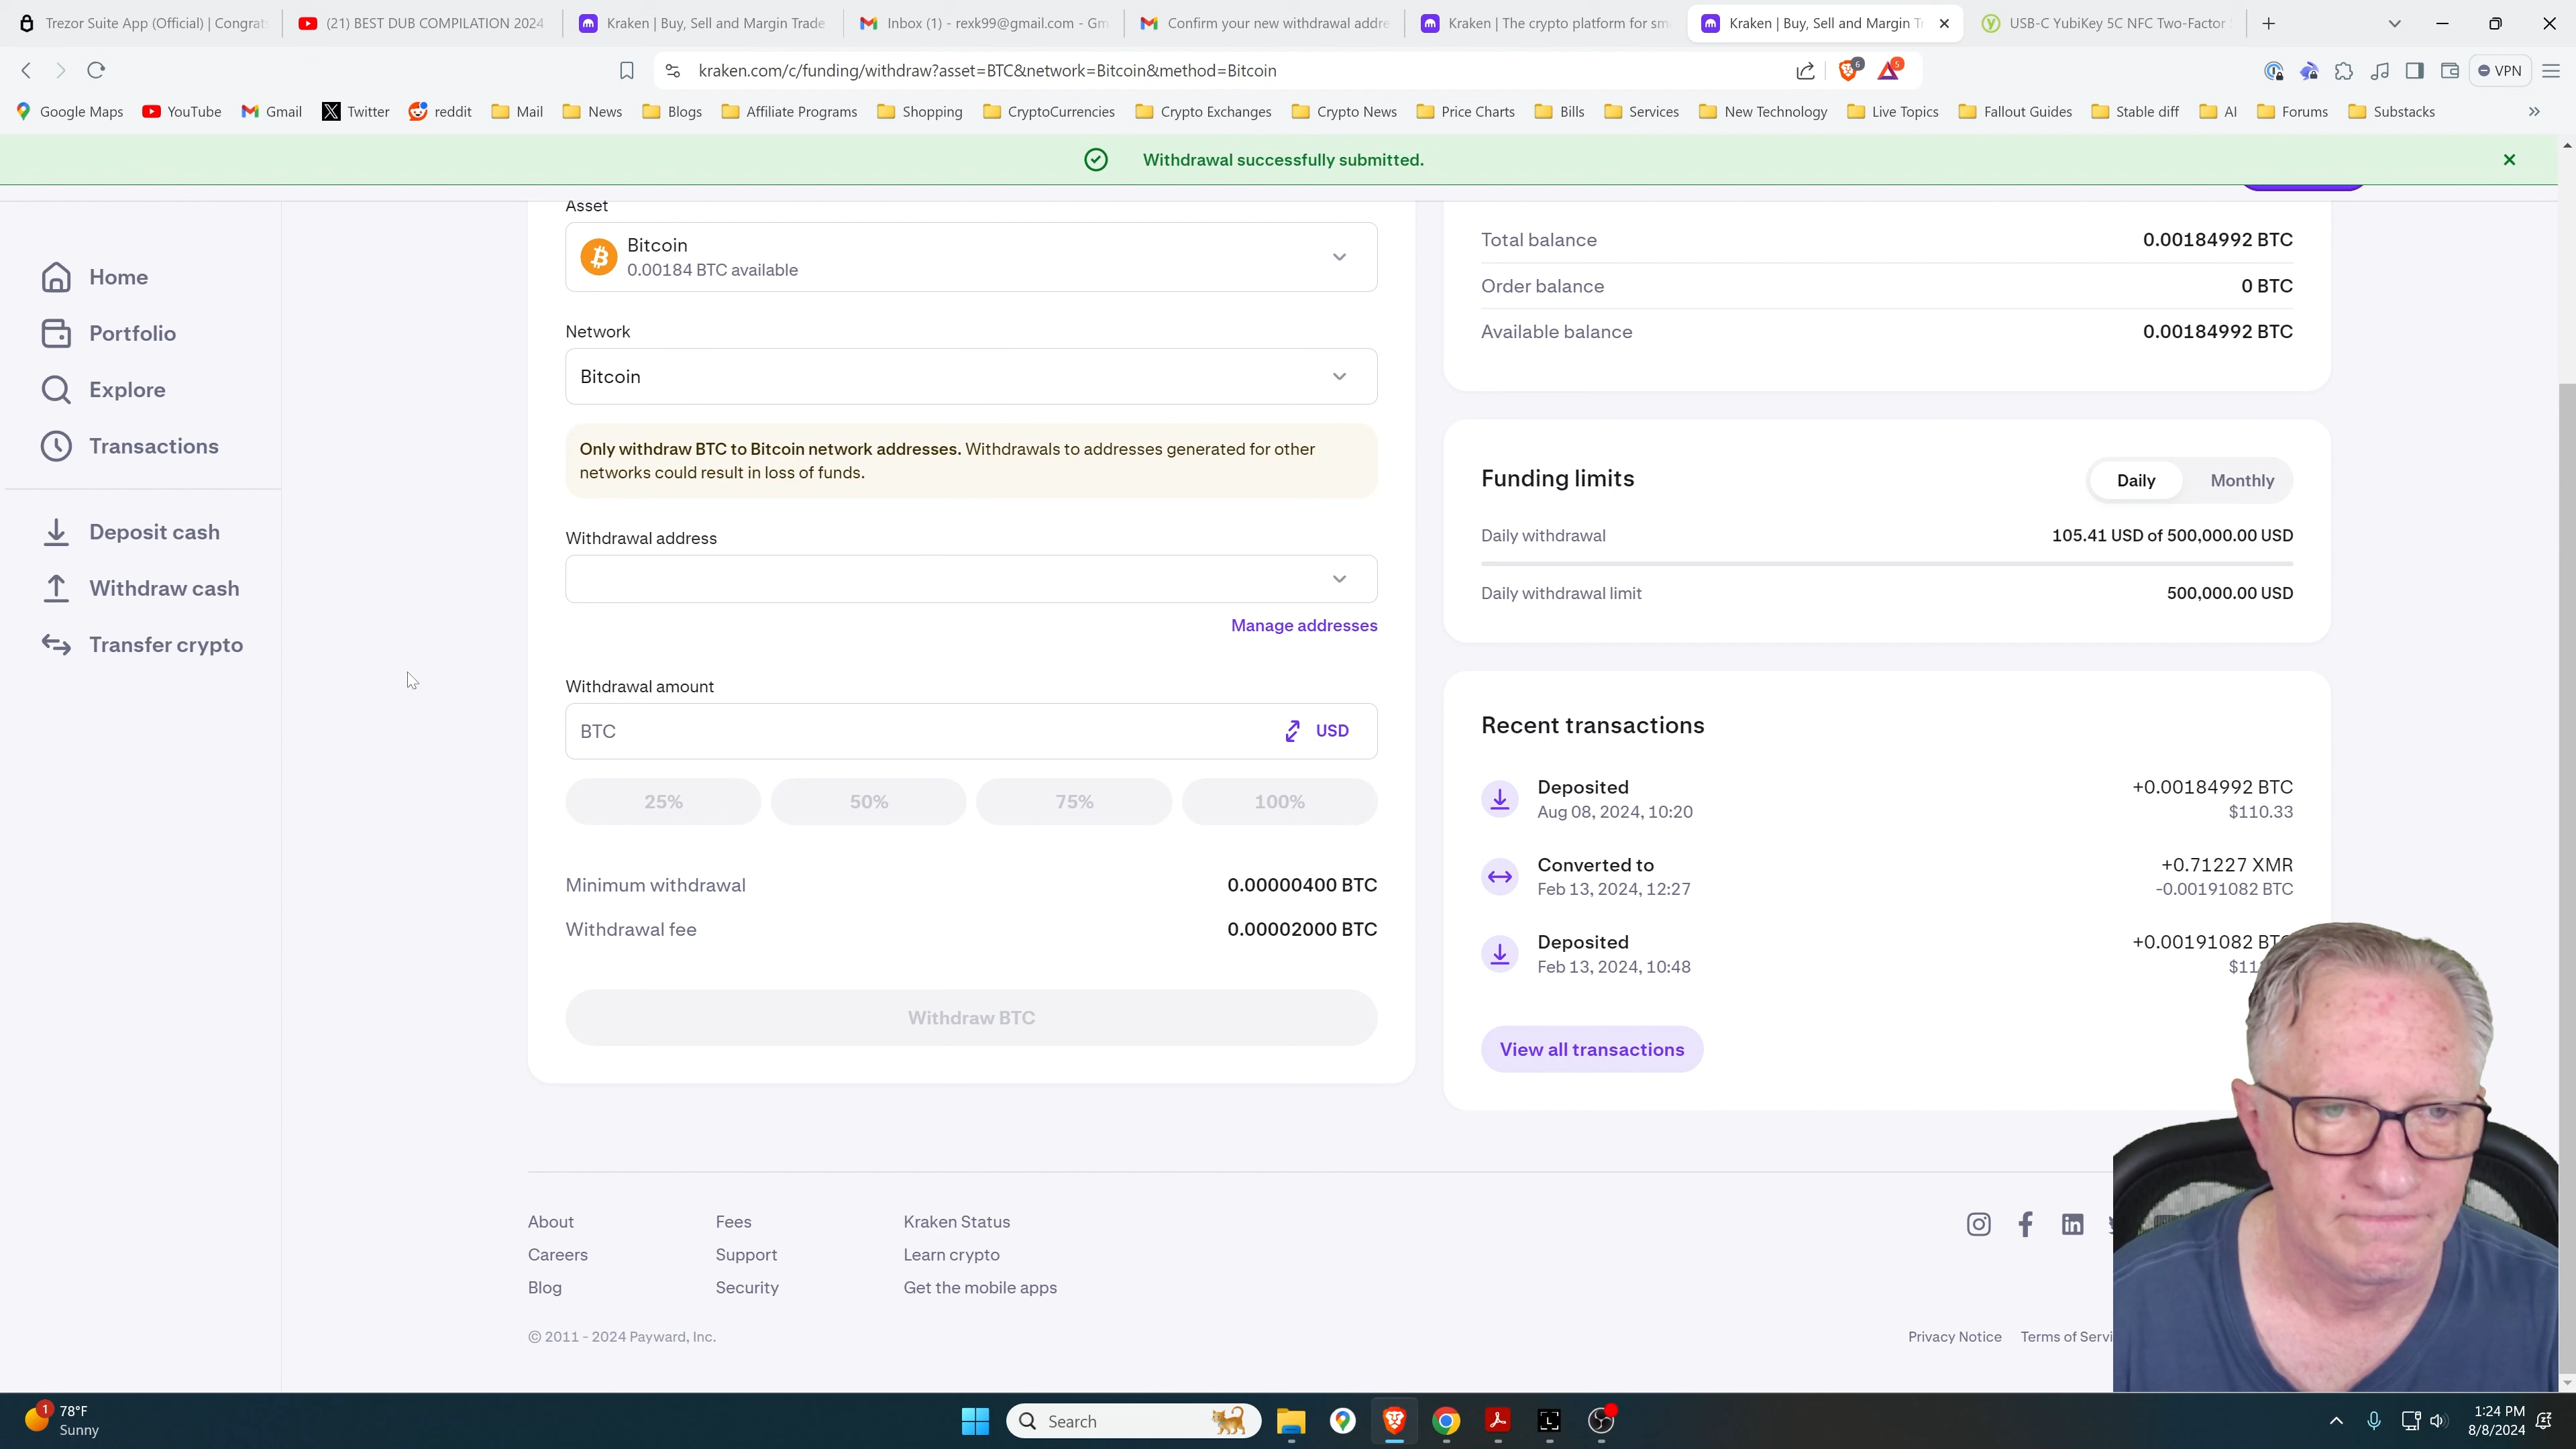 Trezor Suite App (Official) | Congrats
(21) BEST DUB COMPILATION 2024
Kraken | Buy, Sell and Margin Trade
Inbox (1) - rexk99@gmail.com - Gm
Confirm your new withdrawal addre
Kraken | The crypto platform for sm
Kraken | Buy, Sell and Margin Tr
USB-C YubiKey 5C NFC Two-Factor
kraken.com/c/funding/withdraw?asset=BTC&network=Bitcoin&method=Bitcoin
6
5
VPN
Google Maps
YouTube
Gmail
Twitter
reddit
Mail
News
Blogs
Affiliate Programs
Shopping
CryptoCurrencies
Crypto Exchanges
Crypto News
Price Charts
Bills
Services
New Technology
Live Topics
Fallout Guides
Stable diff
AI
Forums
Substacks
Withdrawal successfully submitted.
Home
Portfolio
Explore
Transactions
Deposit cash
Withdraw cash
Transfer crypto
Asset
Bitcoin
0.00184 BTC available
Network
Bitcoin
Only withdraw BTC to Bitcoin network addresses. Withdrawals to addresses generated for other
networks could result in loss of funds.
Withdrawal address
Manage addresses
Withdrawal amount
BTC
USD
25%
50%
75%
100%
Minimum withdrawal
0.00000400 BTC
Withdrawal fee
0.00002000 BTC
Withdraw BTC
Total balance
0.00184992 BTC
Order balance
0 BTC
Available balance
0.00184992 BTC
Funding limits
Daily
Monthly
Daily withdrawal
105.41 USD of 500,000.00 USD
Daily withdrawal limit
500,000.00 USD
Recent transactions
Deposited
+0.00184992 BTC
Aug 08, 2024, 10:20
$110.33
Converted to
+0.71227 XMR
Feb 13, 2024, 12:27
-0.00191082 BTC
Deposited
+0.00191082 BTC
Feb 13, 2024, 10:48
$11
View all transactions
About
Fees
Kraken Status
Careers
Support
Learn crypto
Blog
Security
Get the mobile apps
© 2011 - 2024 Payward, Inc.
Privacy Notice
Terms of Servi
1
78°F
Sunny
Search
1:24 PM
8/8/2024